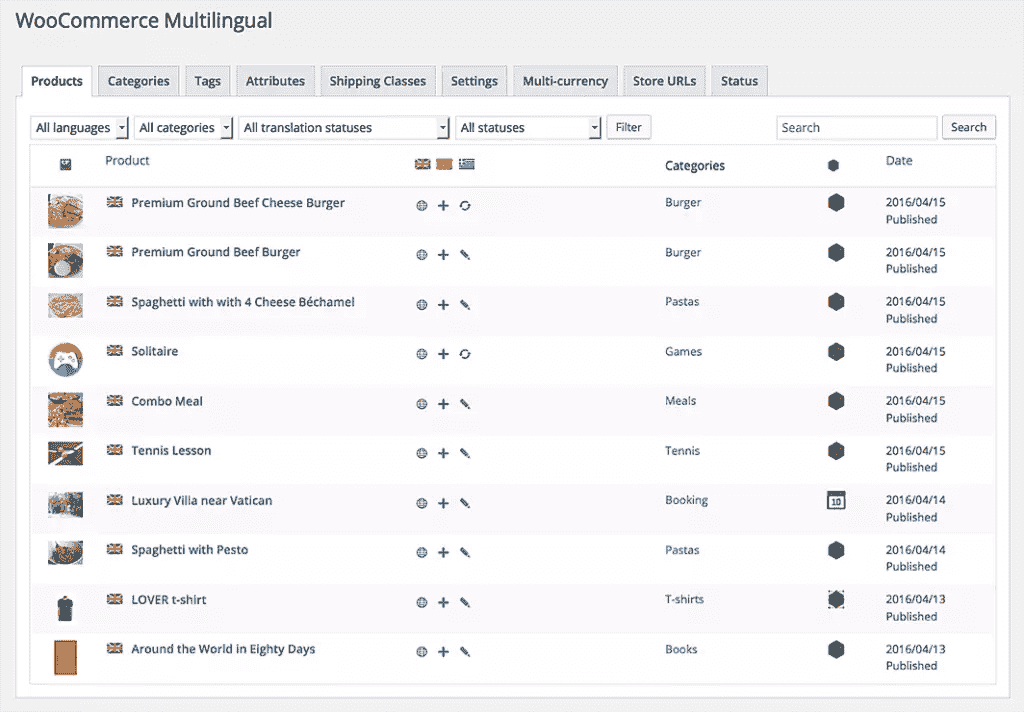 WooCommerce Multilingual
Products Categories Tags Attributes Shipping Classes Settings Multi-currency Store URLs Status
All languages All categories All translation statuses All statuses Filter Search Search
Product Categories Date
Premium Ground Beef Cheese Burger Burger 2016/04/15
Published
Premium Ground Beef Burger Burger 2016/04/15
Published
Spaghetti with with 4 Cheese Béchamel Pastas 2016/04/15
Published
Solitaire Games 2016/04/15
Published
Combo Meal Meals 2016/04/15
Published
Tennis Lesson Tennis 2016/04/15
Published
Luxury Villa near Vatican Booking 10 2016/04/14
Published
Spaghetti with Pesto Pastas 2016/04/14
Published
LOVER t-shirt T-shirts 2016/04/13
Published
Around the World in Eighty Days Books 2016/04/13
Published